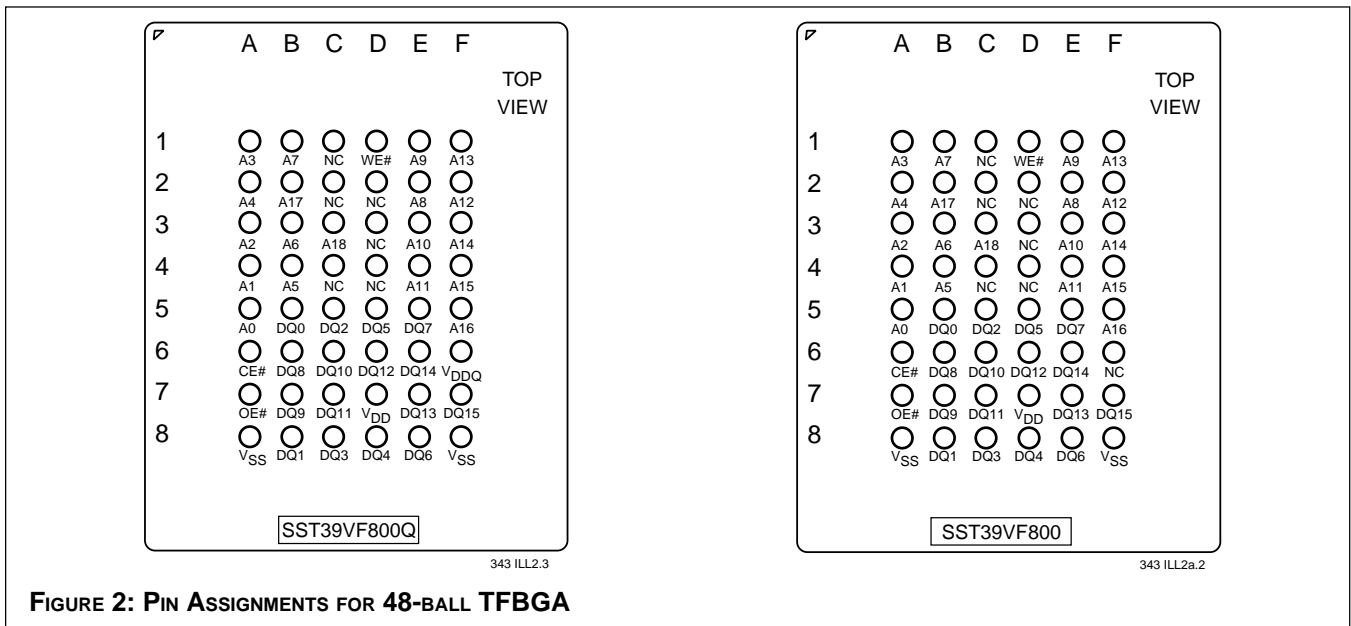 A B C D E F
TOP
VIEW
1
A3 A7 NC WE# A9 A13
2
A4 A17 NC NC A8 A12
3
A2 A6 A18 NC A10 A14
4
A1 A5 NC NC A11 A15
5
A0 DQ0 DQ2 DQ5 DQ7 A16
6
CE# DQ8 DQ10 DQ12 DQ14 VDDQ
7
OE# DQ9 DQ11 VDD DQ13 DQ15
8
VSS DQ1 DQ3 DQ4 DQ6 VSS
SST39VF800Q
343 ILL2.3
A B C D E F
TOP
VIEW
1
A3 A7 NC WE# A9 A13
2
A4 A17 NC NC A8 A12
3
A2 A6 A18 NC A10 A14
4
A1 A5 NC NC A11 A15
5
A0 DQ0 DQ2 DQ5 DQ7 A16
6
CE# DQ8 DQ10 DQ12 DQ14 NC
7
OE# DQ9 DQ11 VDD DQ13 DQ15
8
VSS DQ1 DQ3 DQ4 DQ6 VSS
SST39VF800
343 ILL2a.2
FIGURE 2: PIN ASSIGNMENTS FOR 48-BALL TFBGA